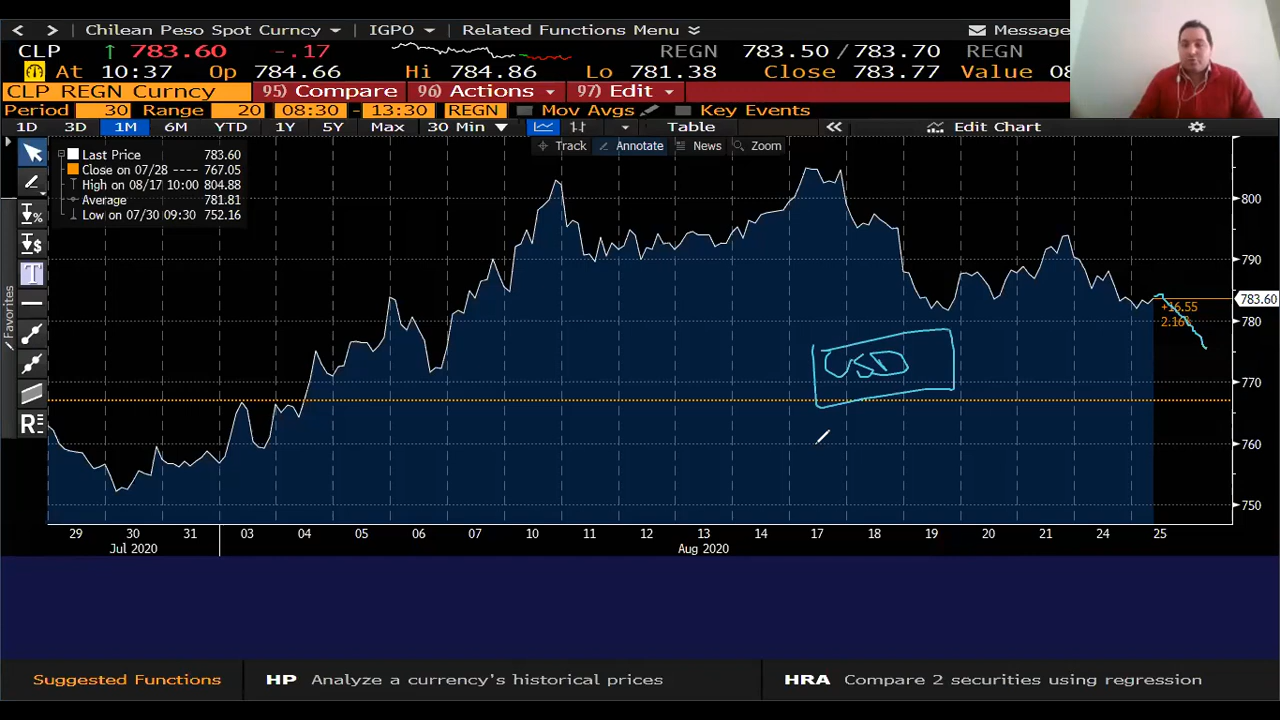 Chilean Peso Spot Curncy IGPO Related Functions Menu Message
CLP 783.60 -.17 REGN 783.50 / 783.70 REGN
At 10:37 Op 784.66 Hi 784.86 Lo 781.38 Close 783.77 Value 08
CLP REGN Curncy 95) Compare 96) Actions 97) Edit
Period 30 Range 20 08:30 - 13:30 REGN Mov Avgs Key Events
1D 3D 1M 6M YTD 1Y 5Y Max 30 Min Table Edit Chart
Track Annotate News Zoom
Last Price 783.60
Close on 07/28 ---- 767.05
High on 08/17 10:00 804.88
Average 781.81
Low on 07/30 09:30 752.16
Favorites
800
790
783.60
+16.55
2.16%
780
770
760
750
29 30 31 03 04 05 06 07 10 11 12 13 14 17 18 19 20 21 24 25
Jul 2020 Aug 2020
Suggested Functions HP Analyze a currency's historical prices HRA Compare 2 securities using regression